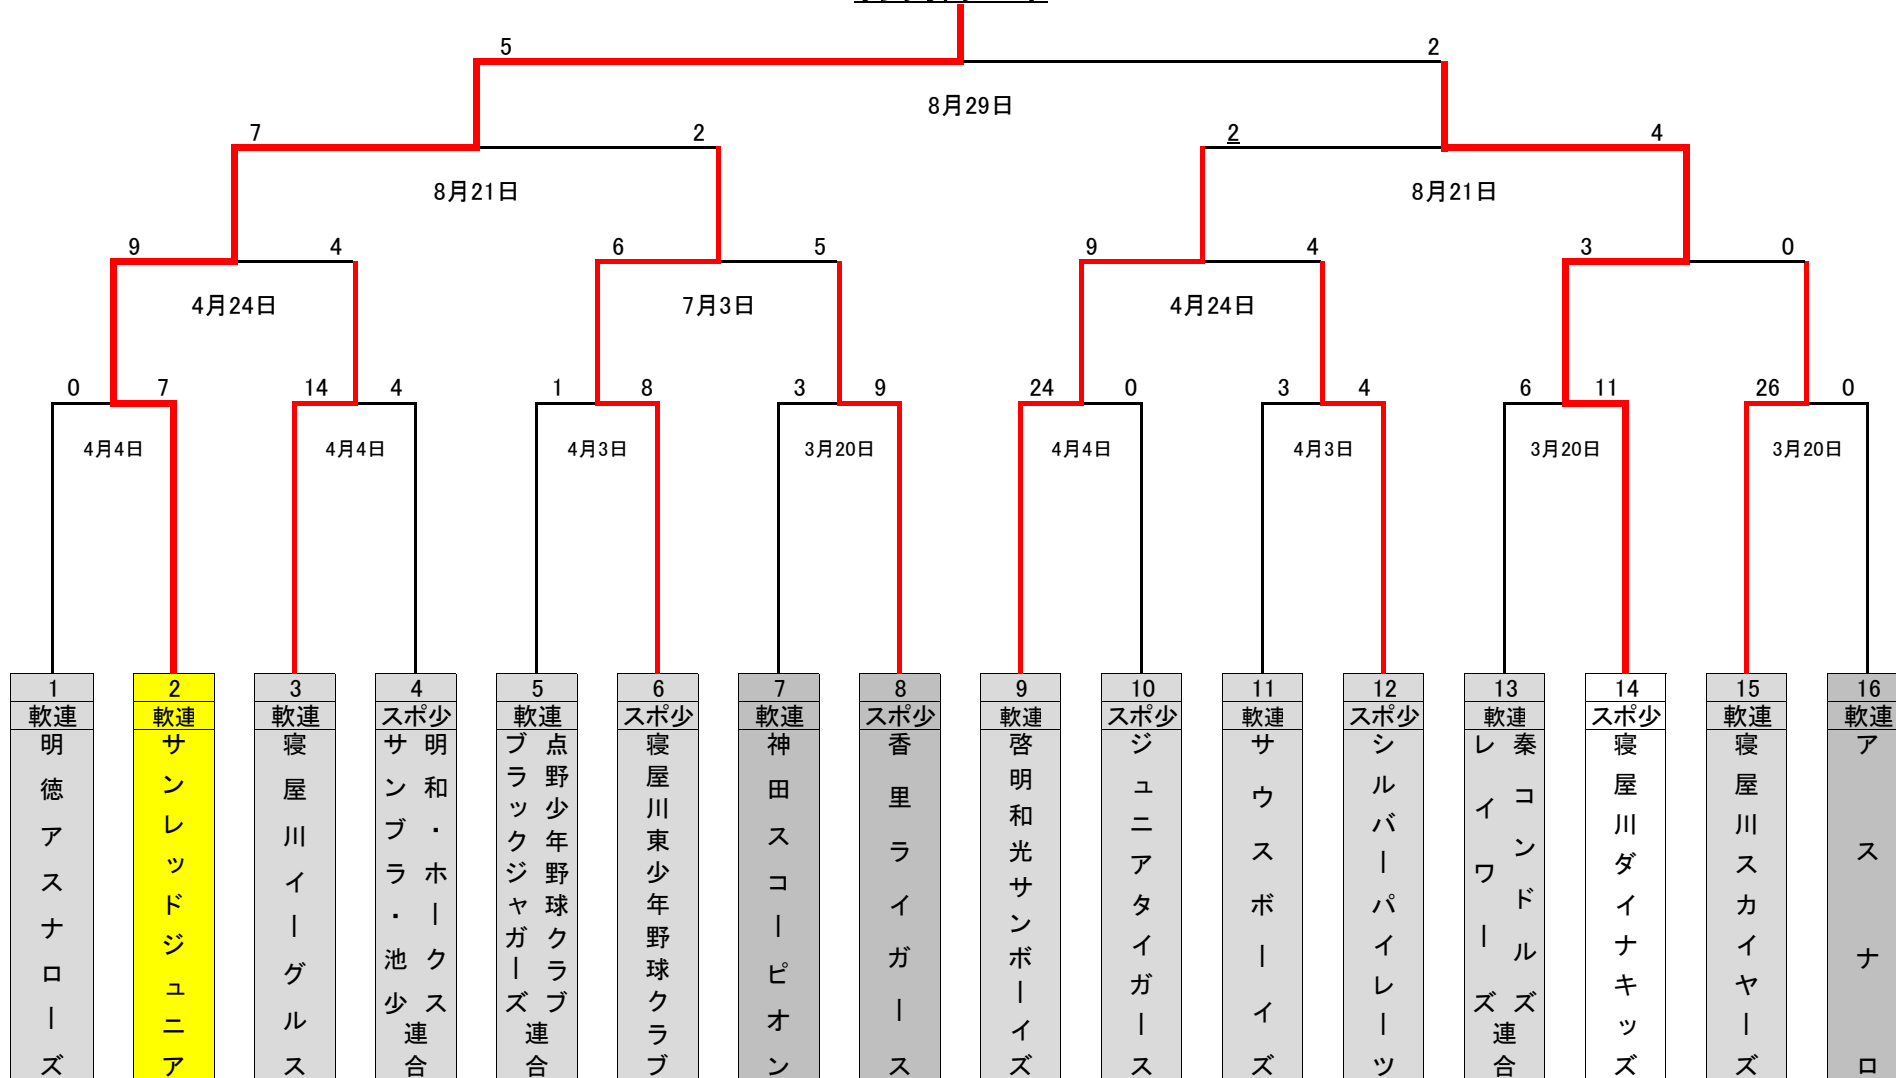 5 2
8月29日
7 2 2 4
8月21日 8月21日
9 4 6 5 9 4 3 0
4月24日 7月3日 4月24日
0 7 14 4 1 8 3 9 24 0 3 4 6 11 26 0
4月4日 4月4日 4月3日 3月20日 4月4日 4月3日 3月20日 3月20日
1 2 3 4 5 6 7 8 9 10 11 12 13 14 15 16
軟連 軟連 軟連 スポ少 軟連 スポ少 軟連 スポ少 軟連 スポ少 軟連 スポ少 軟連 スポ少 軟連 軟連
明徳アスナローズ
サンレッドジュニア
寝屋川イーグルス
明和・ホークス
サンブラ・池少
連合
点野少年野球クラブ
ブラックジャガーズ
連合
寝屋川東少年野球クラブ
神田スコーピオン
香里ライガース
啓明和光サンボーイズ
ジュニアタイガース
サウスボーイズ
シルバーパイレーツ
秦コンドルズ
レイワーズ
連合
寝屋川ダイナキッズ
寝屋川スカイヤーズ
アスナロ